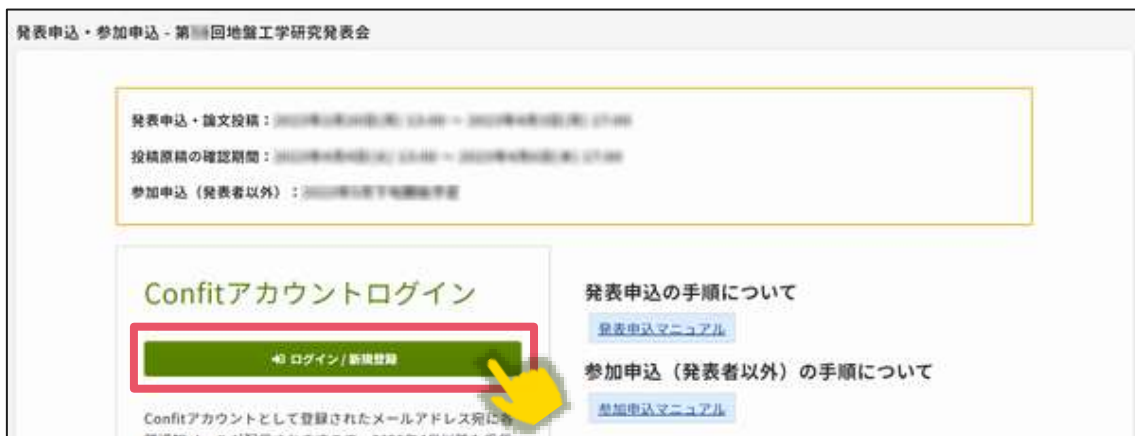 発表申込・参加申込 - 第 回地盤工学研究発表会
発表申込・論文投稿：
投稿原稿の確認期間：
参加申込（発表者以外）：
Confitアカウントログイン
ログイン / 新規登録
Confitアカウントとして登録されたメールアドレス宛に各
発表申込の手順について
発表申込マニュアル
参加申込（発表者以外）の手順について
参加申込マニュアル